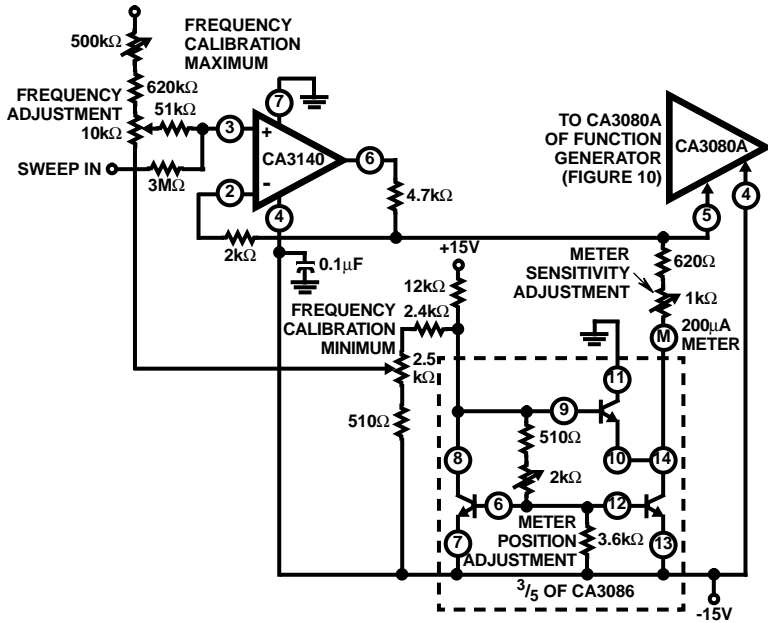 500kΩ
FREQUENCY
CALIBRATION
MAXIMUM
620kΩ
FREQUENCY
ADJUSTMENT
10kΩ
51kΩ
SWEEP IN
3MΩ
7
3
+
CA3140
6
2
-
4
4.7kΩ
2kΩ
0.1µF
TO CA3080A
OF FUNCTION
GENERATOR
(FIGURE 10)
CA3080A
4
5
+15V
12kΩ
2.4kΩ
FREQUENCY
CALIBRATION
MINIMUM
2.5
kΩ
510Ω
METER
SENSITIVITY
ADJUSTMENT
620Ω
1kΩ
M
200µA
METER
11
9
510Ω
8
2kΩ
10
14
6
12
7
METER
POSITION
ADJUSTMENT
3.6kΩ
13
3/5 OF CA3086
-15V